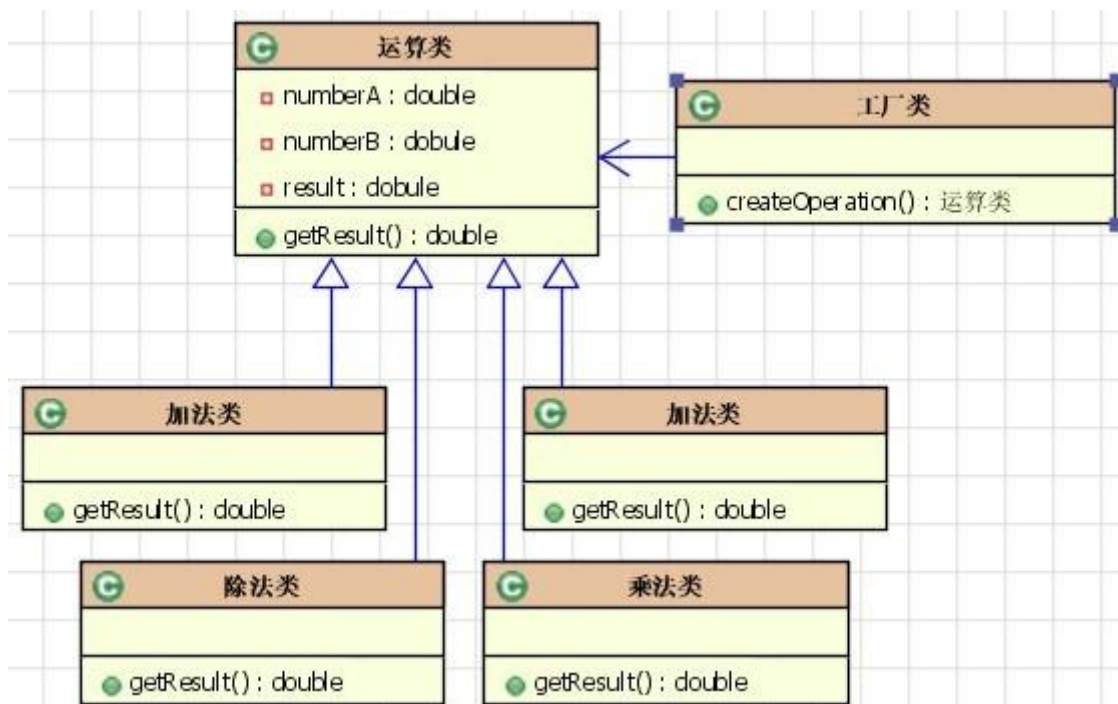 运算类
numberA : double
numberB : dobule
result : dobule
getResult() : double
工厂类
createOperation() : 运算类
加法类
getResult() : double
加法类
getResult() : double
除法类
getResult() : double
乘法类
getResult() : double